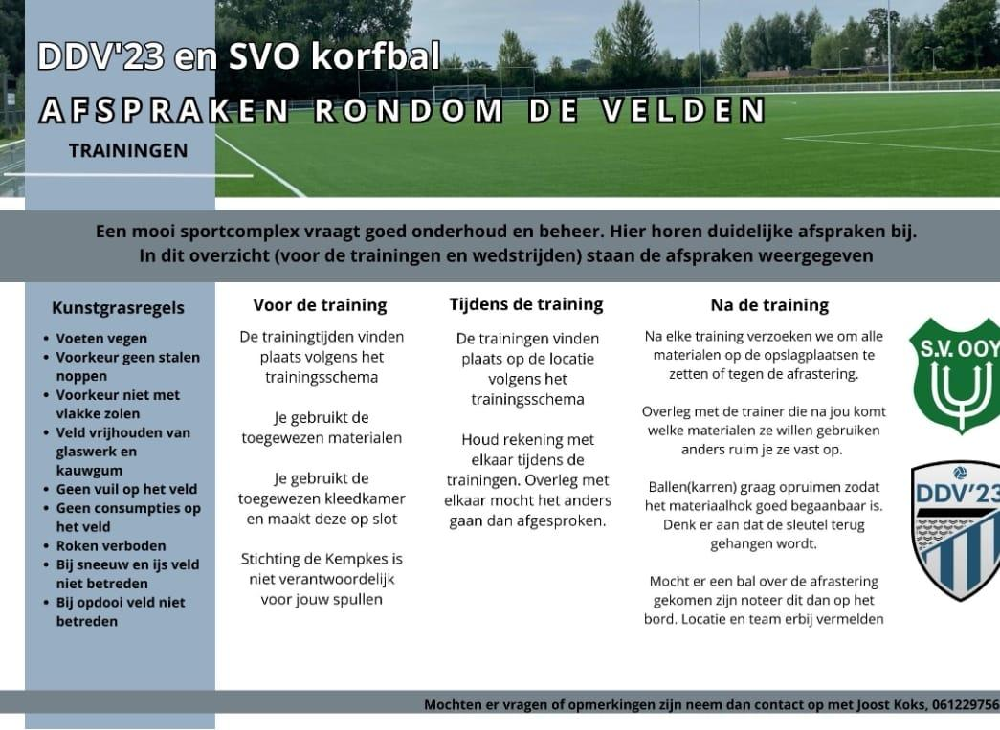 DDV'23 en SVO korfbal
AFSPRAKEN RONDOM DE VELDEN
TRAININGEN
Een mooi sportcomplex vraagt goed onderhoud en beheer. Hier horen duidelijke afspraken bij.
In dit overzicht (voor de trainingen en wedstrijden) staan de afspraken weergegeven
Kunstgrasregels
• Voeten vegen
• Voorkeur geen stalen
noppen
• Voorkeur niet met
vlakke zolen
• Veld vrijhouden van
glaswerk en
kauwgum
• Geen vuil op het veld
• Geen consumpties op
het veld
• Roken verboden
• Bij sneeuw en ijs veld
niet betreden
• Bij opdooi veld niet
betreden
Voor de training
De trainingtijden vinden
plaats volgens het
trainingsschema
Je gebruikt de
toegewezen materialen
Je gebruikt de
toegewezen kleedkamer
en maakt deze op slot
Stichting de Kempkes is
niet verantwoordelijk
voor jouw spullen
Tijdens de training
De trainingen vinden
plaats op de locatie
volgens het
trainingsschema
Houd rekening met
elkaar tijdens de
trainingen. Overleg met
elkaar mocht het anders
gaan dan afgesproken.
Na de training
Na elke training verzoeken we om alle
materialen op de opslagplaatsen te
zetten of tegen de afrastering.
Overleg met de trainer die na jou komt
welke materialen ze willen gebruiken
anders ruim je ze vast op.
Ballen(karren) graag opruimen zodat
het materiaalhok goed begaanbaar is.
Denk er aan dat de sleutel terug
gehangen wordt.
Mocht er een bal over de afrastering
gekomen zijn noteer dit dan op het
bord. Locatie en team erbij vermelden
S.V. OOY
DDV'23
Mochten er vragen of opmerkingen zijn neem dan contact op met Joost Koks, 061229756